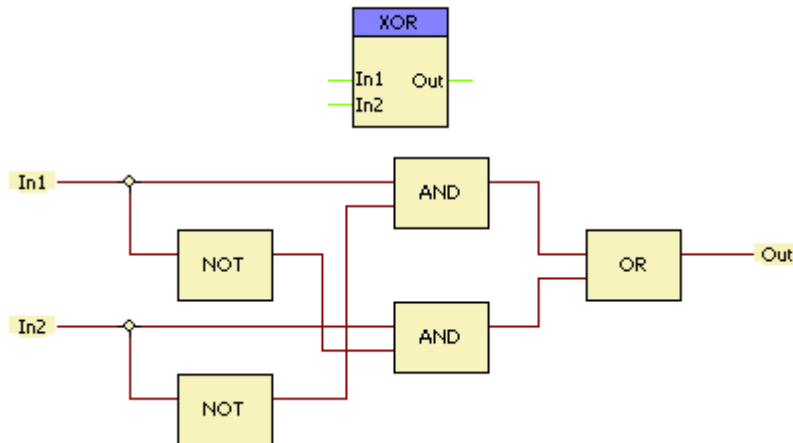 XOR
In1 Out
In2
In1
AND
NOT
OR
Out
In2
AND
NOT